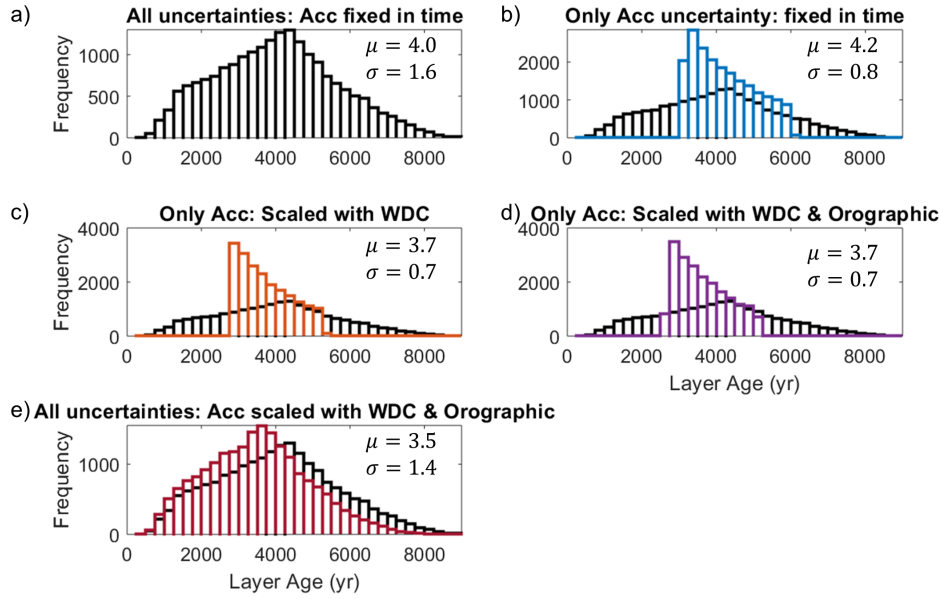 a) All uncertainties: Acc fixed in time
μ = 4.0
σ = 1.6
Frequency
1000
500
0
0 2000 4000 6000 8000
b) Only Acc uncertainty: fixed in time
μ = 4.2
σ = 0.8
2000
1000
0
0 2000 4000 6000 8000
c) Only Acc: Scaled with WDC
μ = 3.7
σ = 0.7
Frequency
4000
2000
0
0 2000 4000 6000 8000
d) Only Acc: Scaled with WDC & Orographic
μ = 3.7
σ = 0.7
4000
2000
0
0 2000 4000 6000 8000
Layer Age (yr)
e) All uncertainties: Acc scaled with WDC & Orographic
μ = 3.5
σ = 1.4
Frequency
1000
0
0 2000 4000 6000 8000
Layer Age (yr)